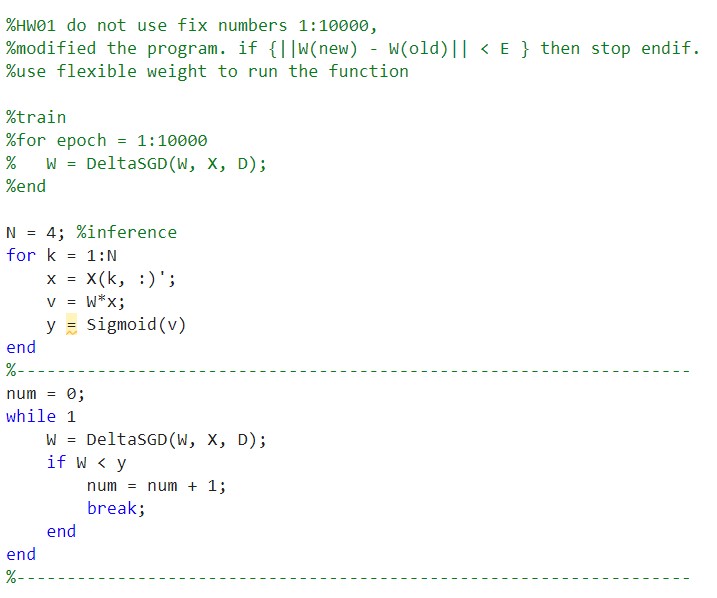 %HW01 do not use fix numbers 1:10000,
%modified the program. if {||W(new) - W(old)|| < E } then stop endif.
%use flexible weight to run the function
%train
%for epoch = 1:10000
%   W = DeltaSGD(W, X, D);
%end
N = 4; %inference
for k = 1:N
    x = X(k, :)';
    v = W*x;
    y = Sigmoid(v)
end
%-------------------------------------------------------------------
num = 0;
while 1
    W = DeltaSGD(W, X, D);
    if W < y
        num = num + 1;
        break;
    end
end
%-------------------------------------------------------------------